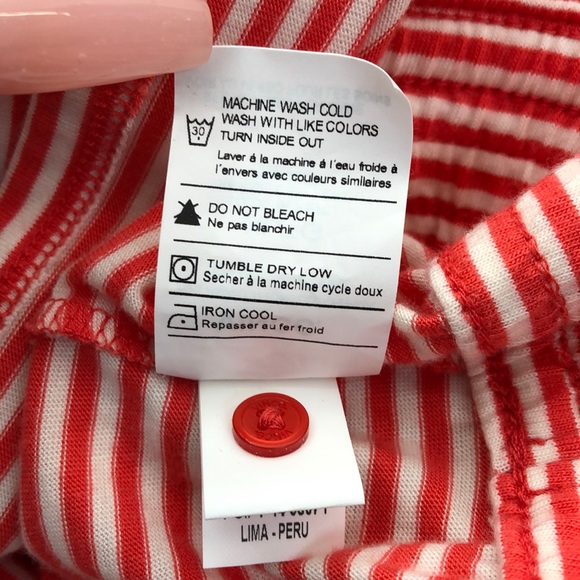 MACHINE WASH COLD
WASH WITH LIKE COLORS
TURN INSIDE OUT
30
Laver á la machine á l'eau froide à
l'envers avec couleurs similaires
DO NOT BLEACH
Ne pas blanchir
TUMBLE DRY LOW
Sècher à la machine cycle doux
IRON COOL
Repasser au fer froid
LIMA - PERU